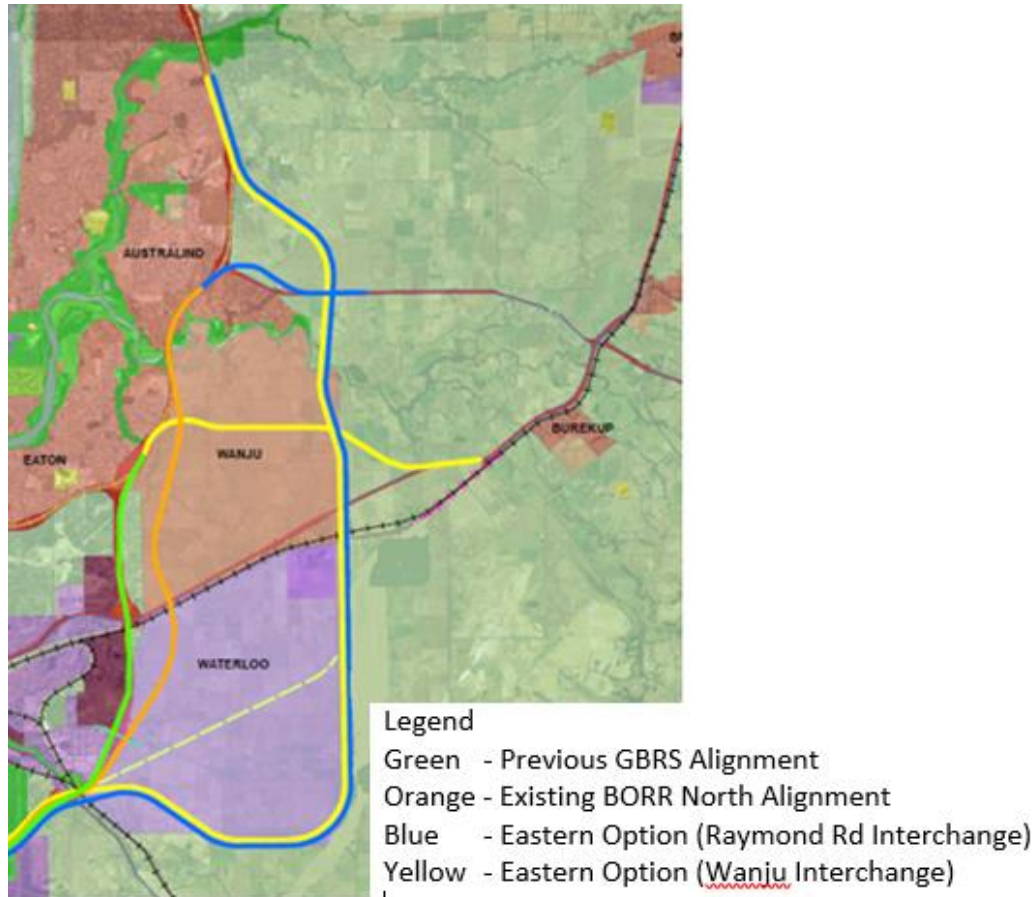 AUSTRALIND
BUREKUP
EATON
WANJU
WATERLOO
Legend
Green - Previous GBRS Alignment
Orange - Existing BORR North Alignment
Blue - Eastern Option (Raymond Rd Interchange)
Yellow - Eastern Option (Wanju Interchange)